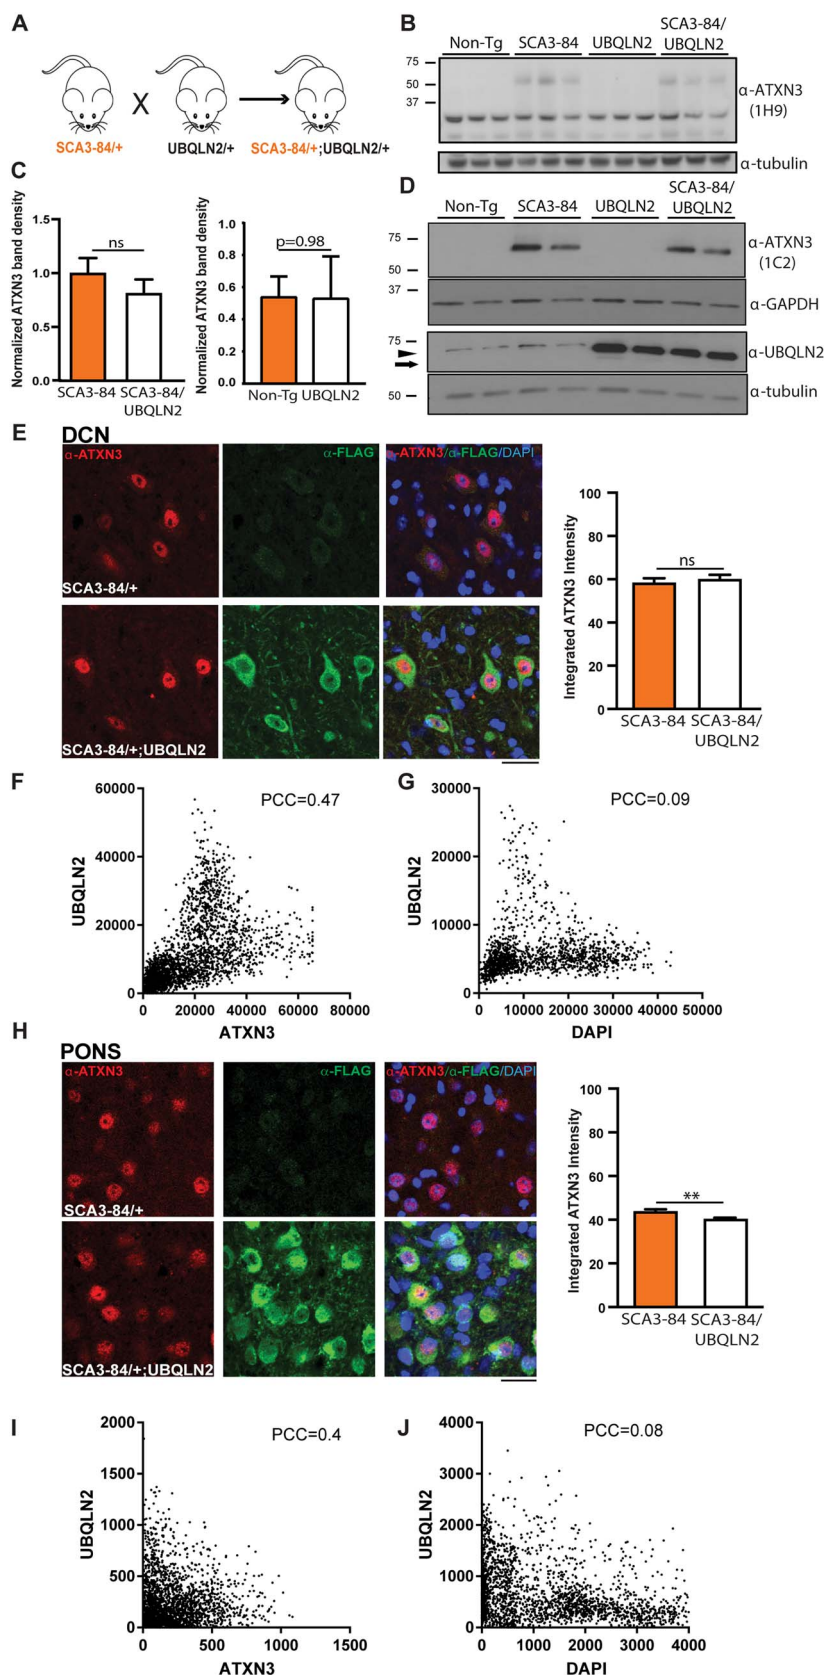 A
X
SCA3-84/+
UBQLN2/+
SCA3-84/+;UBQLN2/+
B
Non-Tg
SCA3-84
UBQLN2
SCA3-84/
UBQLN2
75
50
37
α-ATXN3
(1H9)
α-tubulin
C
Normalized ATXN3 band density
1.5
1.0
0.5
0.0
ns
SCA3-84
SCA3-84/
UBQLN2
Normalized ATXN3 band density
1.0
0.8
0.6
0.4
0.2
0.0
p=0.98
Non-Tg
UBQLN2
D
Non-Tg
SCA3-84
UBQLN2
SCA3-84/
UBQLN2
75
50
37
α-ATXN3
(1C2)
α-GAPDH
75
α-UBQLN2
50
α-tubulin
E
DCN
α-ATXN3
α-FLAG
α-ATXN3/α-FLAG/DAPI
SCA3-84/+
SCA3-84/+;UBQLN2
Integrated ATXN3 Intensity
100
80
60
40
20
0
ns
SCA3-84
SCA3-84/
UBQLN2
F
PCC=0.47
UBQLN2
60000
40000
20000
0
0 20000 40000 60000 80000
ATXN3
G
PCC=0.09
UBQLN2
30000
20000
10000
0
0 10000 20000 30000 40000 50000
DAPI
H
PONS
α-ATXN3
α-FLAG
α-ATXN3/α-FLAG/DAPI
SCA3-84/+
SCA3-84/+;UBQLN2
Integrated ATXN3 Intensity
100
80
60
40
20
0
**
SCA3-84
SCA3-84/
UBQLN2
I
PCC=0.4
UBQLN2
2000
1500
1000
500
0
0 500 1000 1500
ATXN3
J
PCC=0.08
UBQLN2
4000
3000
2000
1000
0
0 1000 2000 3000 4000
DAPI